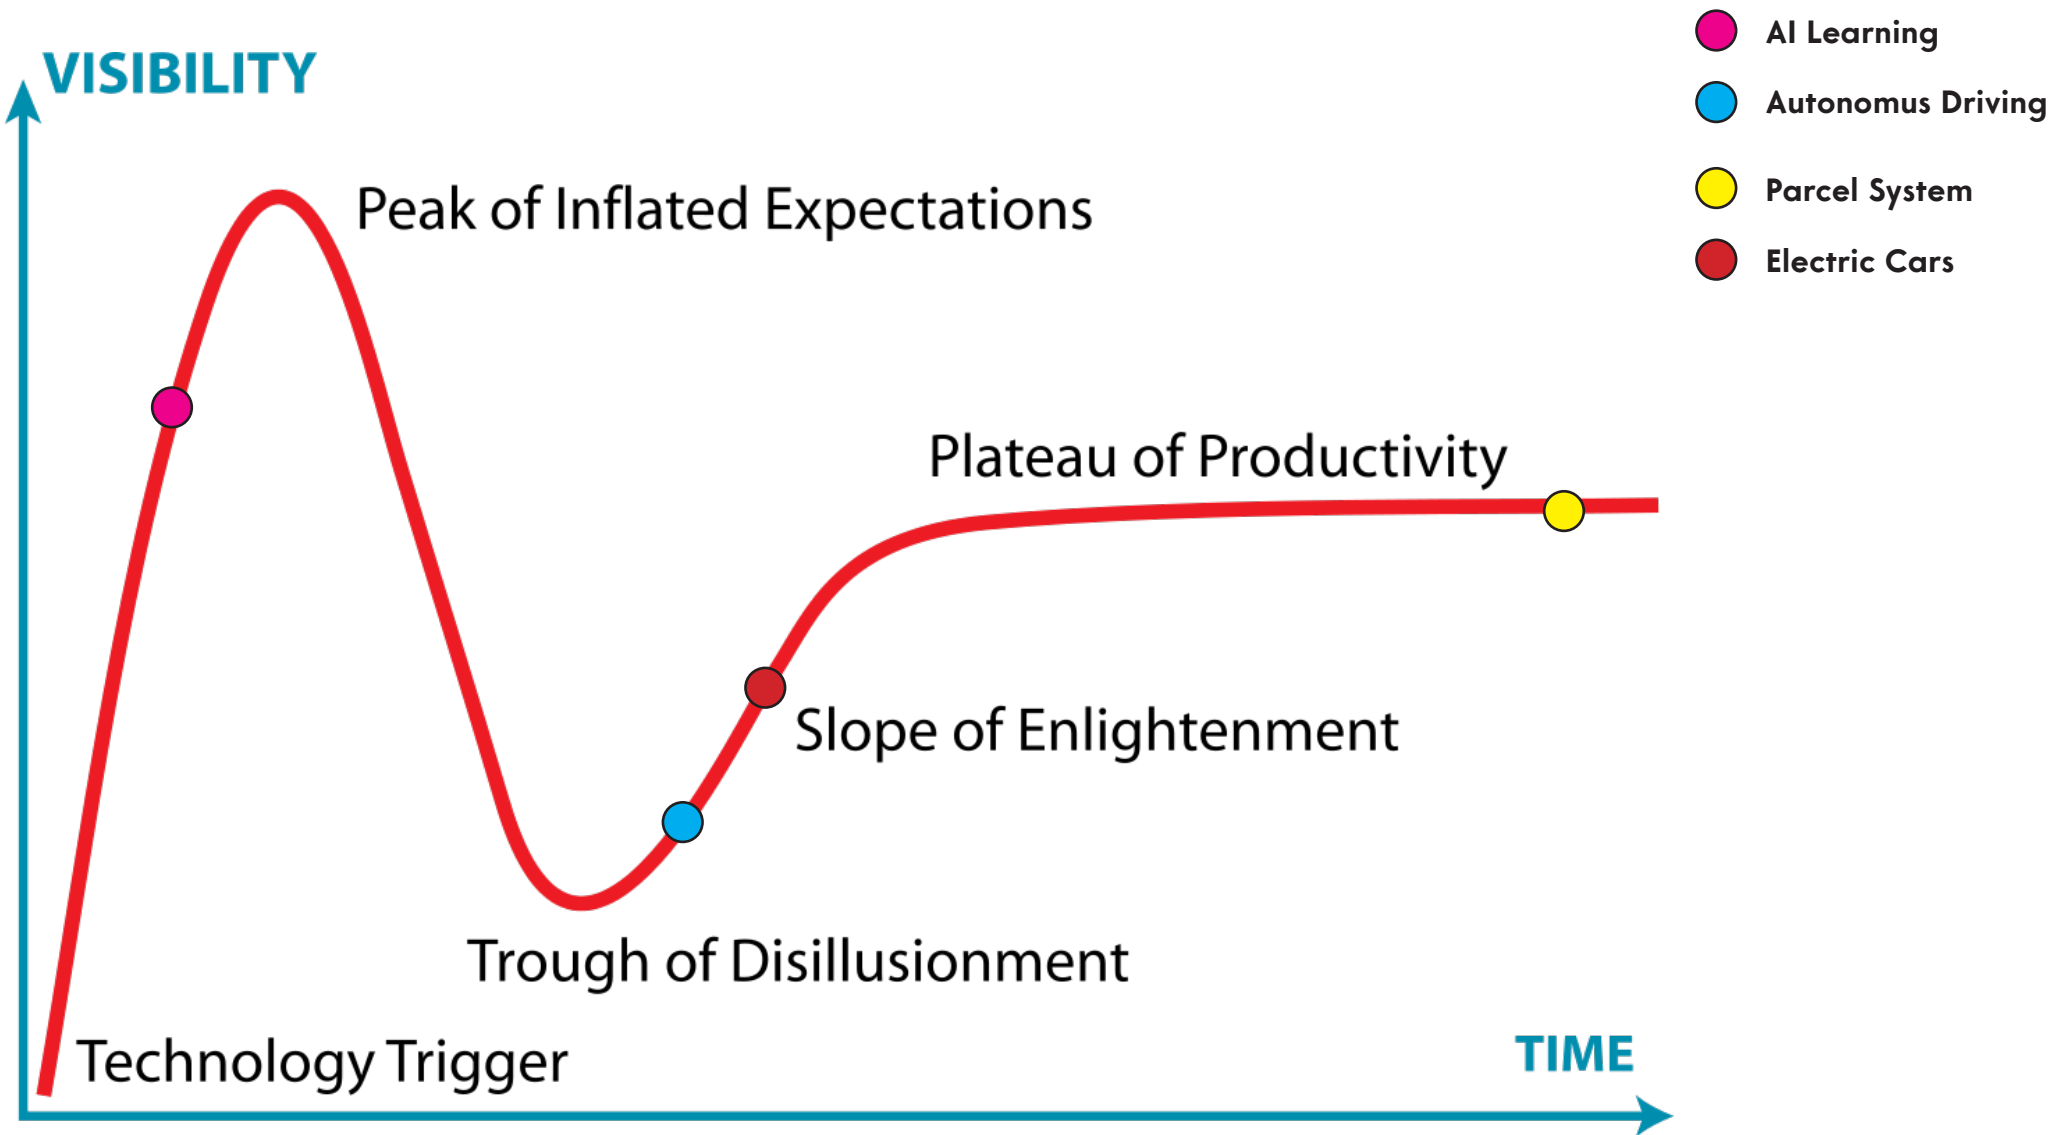 VISIBILITY
AI Learning
Autonomus Driving
Parcel System
Electric Cars
Peak of Inflated Expectations
Plateau of Productivity
Slope of Enlightenment
Trough of Disillusionment
Technology Trigger
TIME